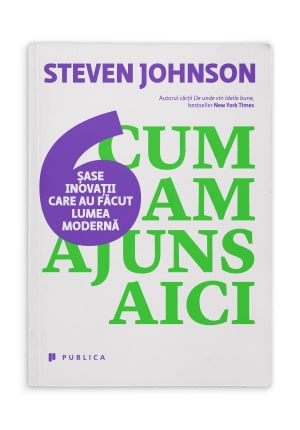 STEVEN JOHNSON
Autorul cărții De unde vin ideile bune,
bestseller New York Times
6
ȘASE
INOVAȚII
CARE AU FĂCUT
LUMEA
MODERNĂ
CUM
AM
AJUNS
AICI
PUBLICA